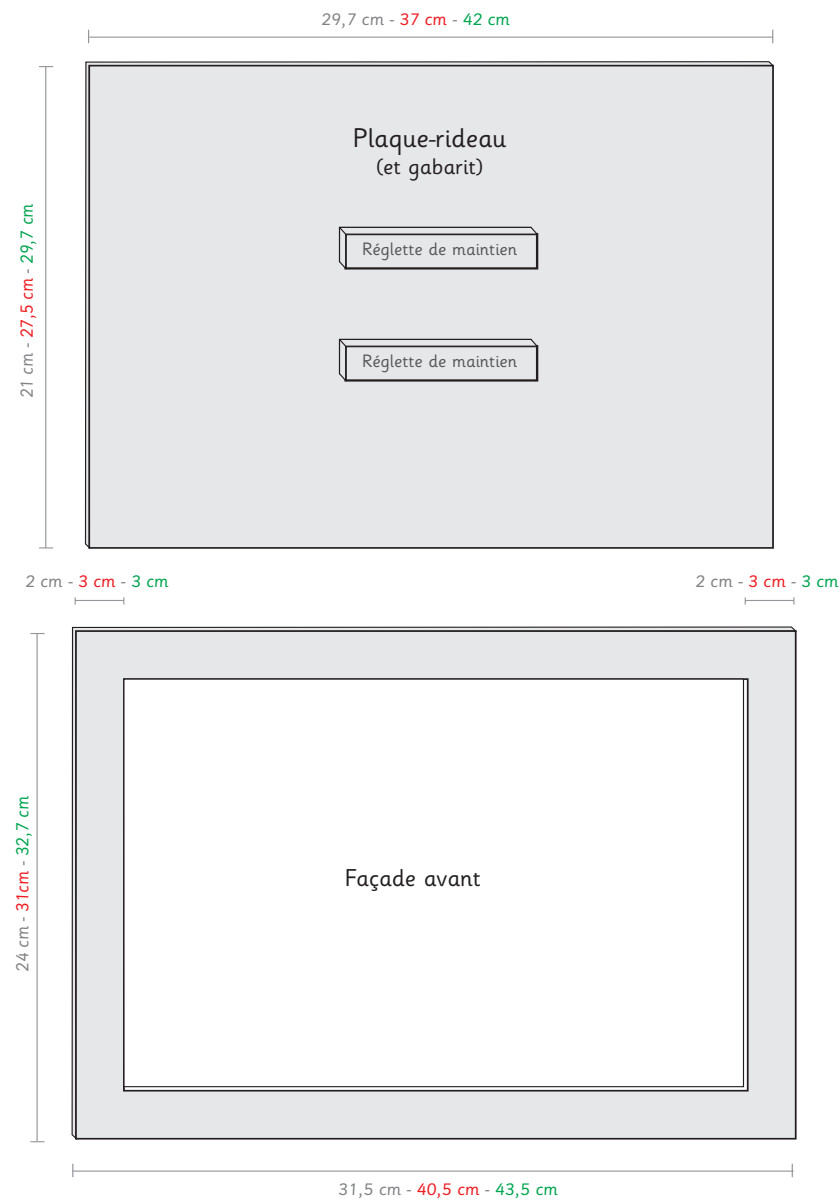 29,7 cm - 37 cm - 42 cm
21 cm - 27,5 cm - 29,7 cm
Plaque-rideau
(et gabarit)
Réglette de maintien
Réglette de maintien
2 cm - 3 cm - 3 cm
2 cm - 3 cm - 3 cm
24 cm - 31cm - 32,7 cm
Façade avant
31,5 cm - 40,5 cm - 43,5 cm